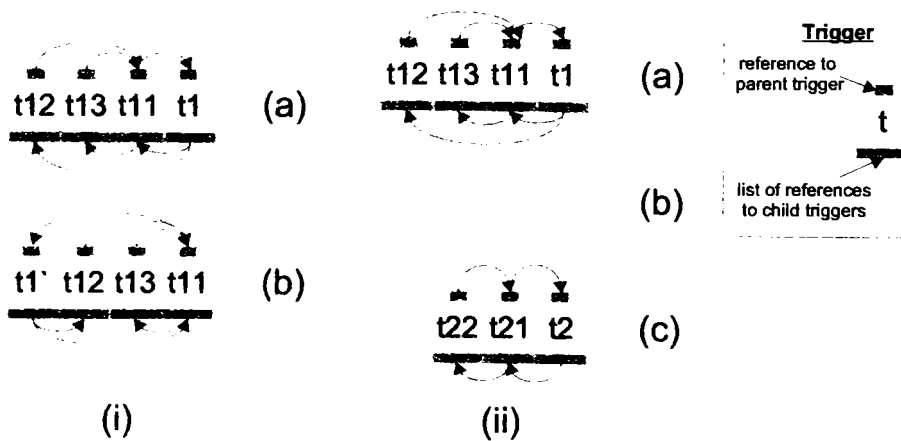 t12 t13 t11 t1 (a)
t1' t12 t13 t11 (b)
(i)
t12 t13 t11 t1 (a)
(b)
t22 t21 t2 (c)
(ii)
Trigger
reference to
parent trigger
t
list of references
to child triggers